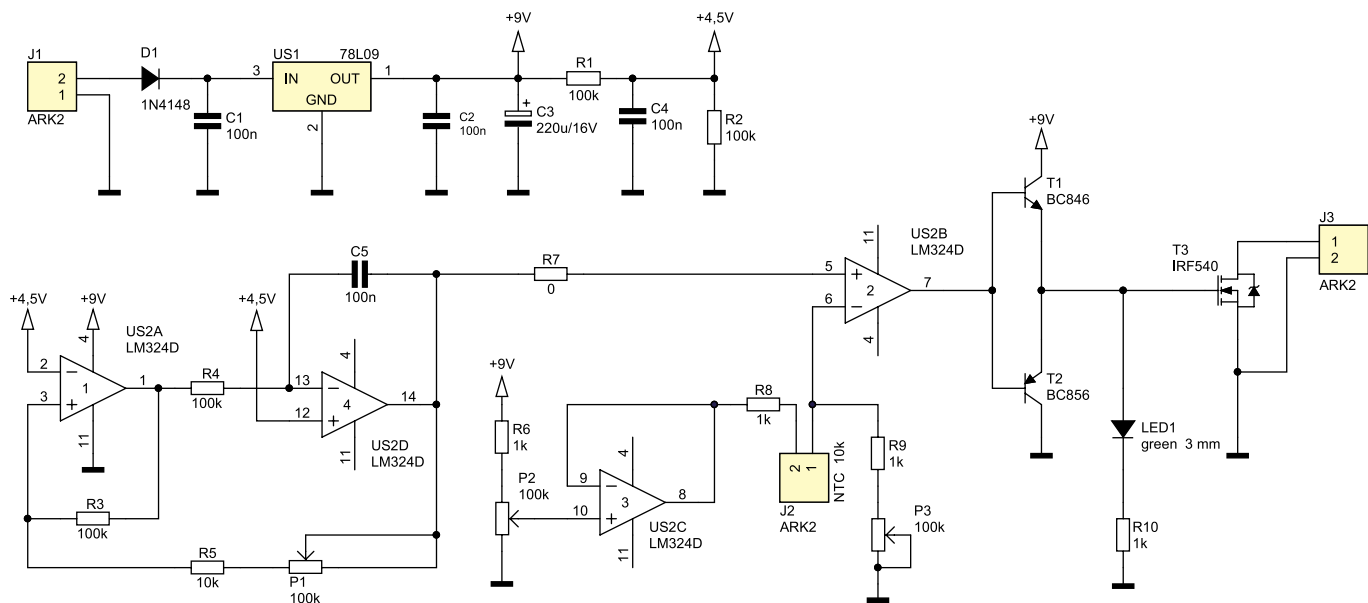 +9V
+4,5V
J1
D1
US1
78L09
2
1
3
IN
OUT
1
GND
R1
100k
ARK2
1N4148
C1
100n
2
C2
100n
+
C3
220u/16V
C4
100n
R2
100k
+9V
T1
BC846
J3
1
2
ARK2
T3
IRF540
US2B
LM324D
11
5
+
2
6
−
7
4
C5
100n
R7
0
+4,5V
+9V
+4,5V
US2A
LM324D
4
2
−
1
1
3
+
11
R4
100k
4
13
−
4
14
12
+
11
US2D
LM324D
+9V
R6
1k
P2
100k
R8
1k
4
9
−
3
8
10
+
11
US2C
LM324D
2
1
NTC 10k
J2
ARK2
R9
1k
P3
100k
T2
BC856
LED1
green 3 mm
R10
1k
R3
100k
R5
10k
P1
100k